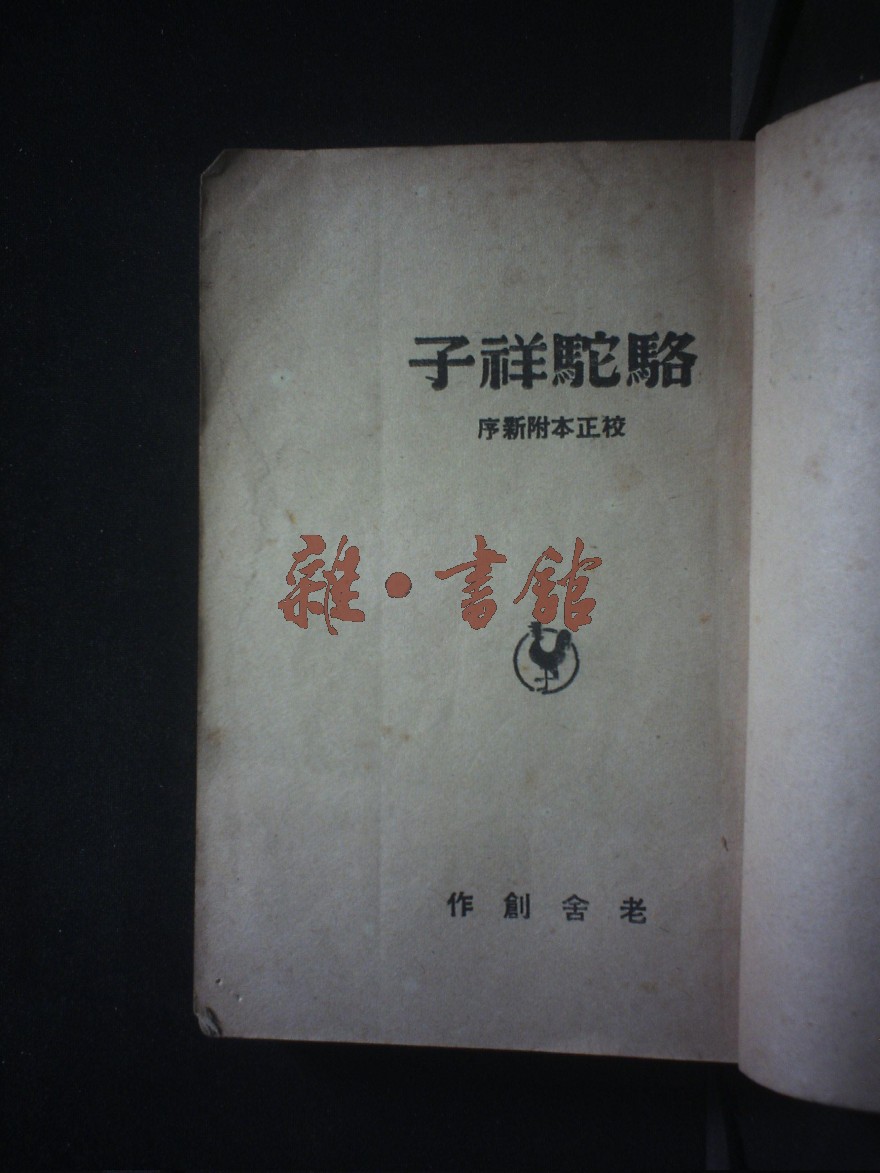 駱駝祥子
校正本附新序
雜·書館
老舍創作